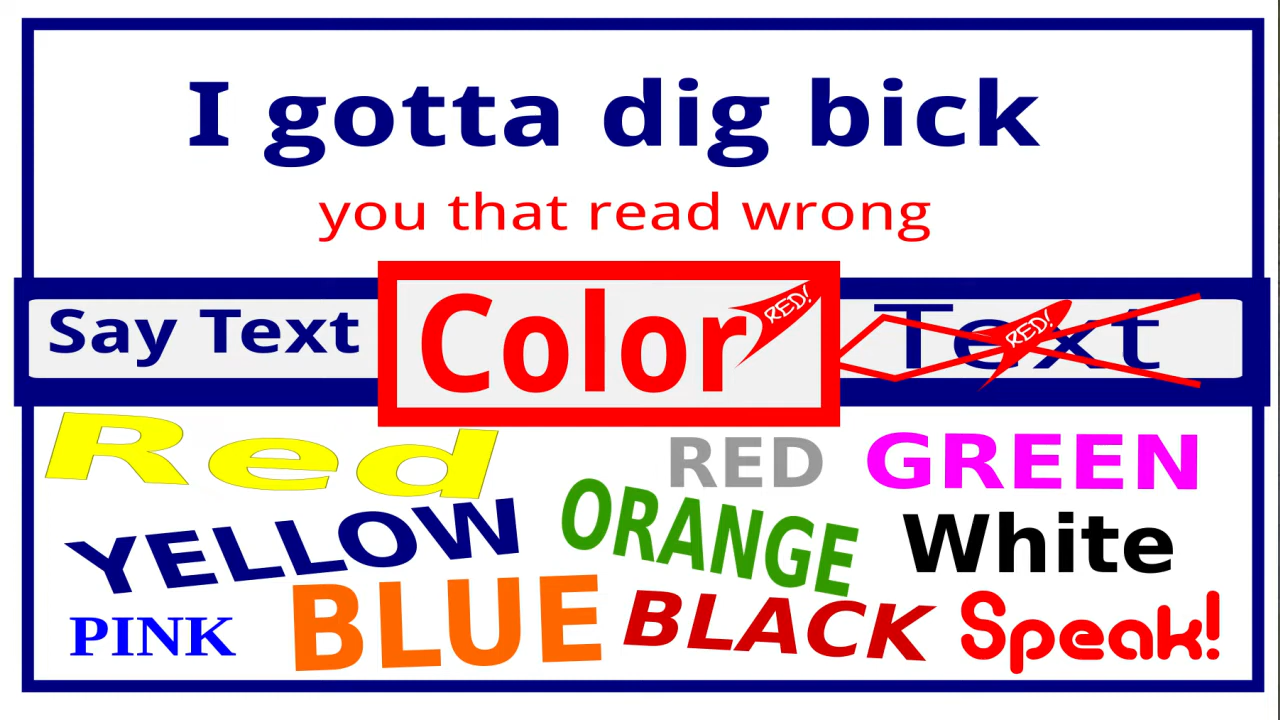 I gotta dig bick
you that read wrong
Say Text Color RED! Text RED!
Red RED GREEN
YELLOW ORANGE White
PINK BLUE BLACK Speak!